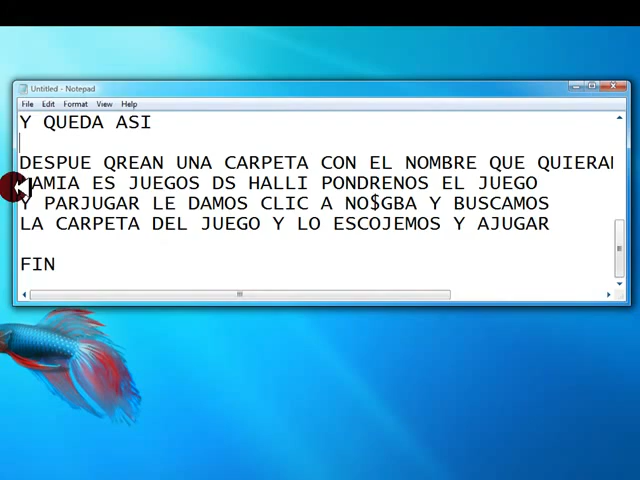 Untitled - Notepad
File Edit Format View Help
Y QUEDA ASI
DESPUE QREAN UNA CARPETA CON EL NOMBRE QUE QUIERAN
AMIA ES JUEGOS DS HALLI PONDRENOS EL JUEGO
Y PARJUGAR LE DAMOS CLIC A NO$GBA Y BUSCAMOS
LA CARPETA DEL JUEGO Y LO ESCOJEMOS Y AJUGAR
FIN